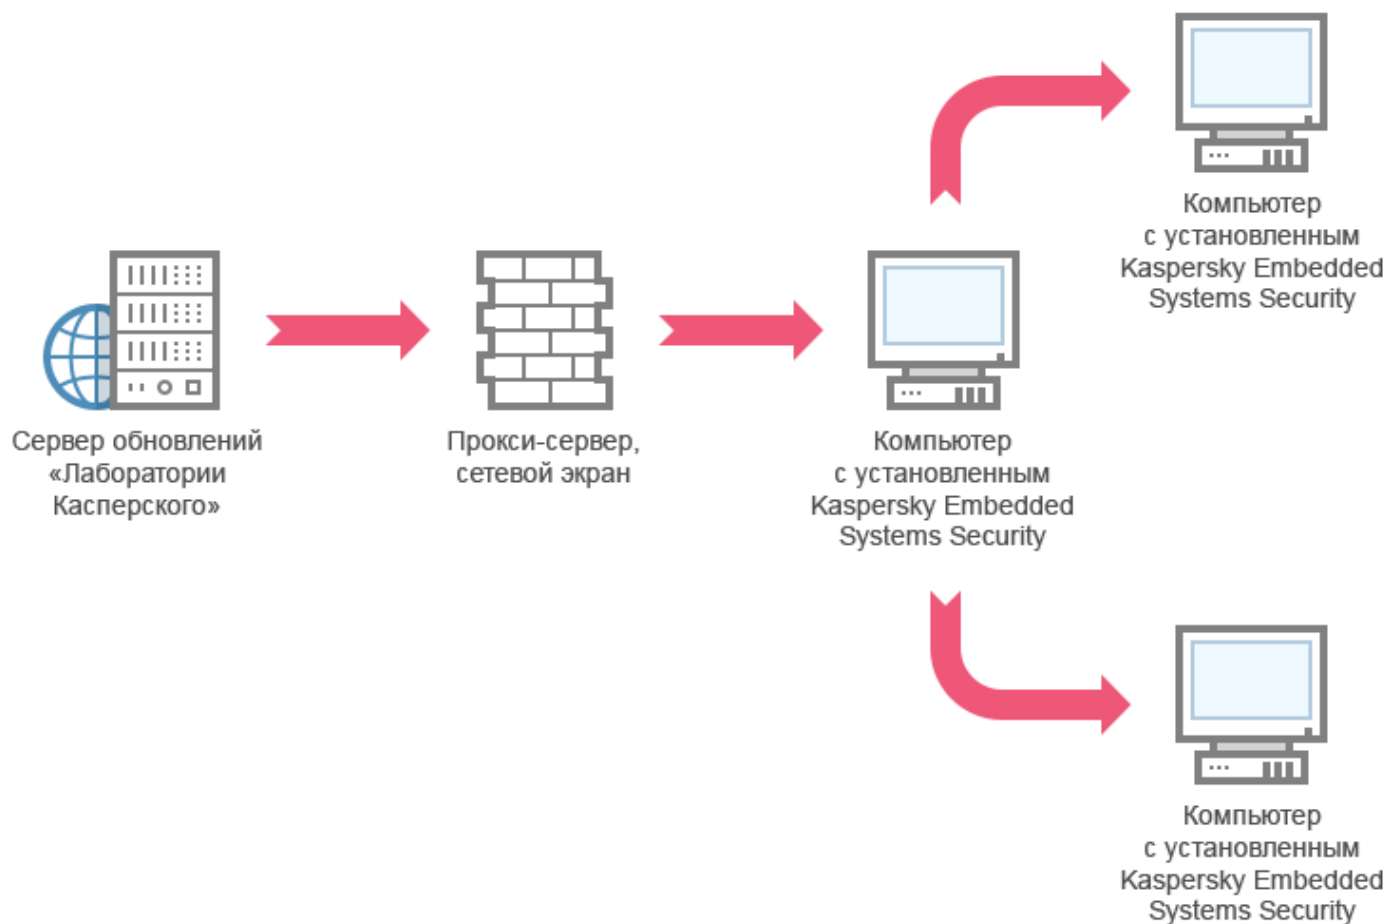 Компьютер
с установленным
Kaspersky Embedded
Systems Security
Сервер обновлений
«Лаборатории
Касперского»
Прокси-сервер,
сетевой экран
Компьютер
с установленным
Kaspersky Embedded
Systems Security
Компьютер
с установленным
Kaspersky Embedded
Systems Security